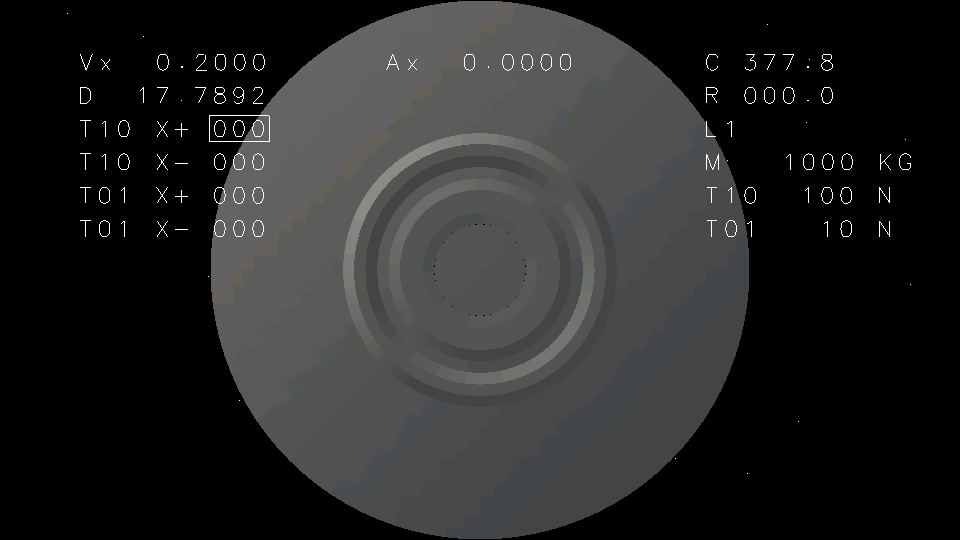 Vx 0.2000 Ax 0.0000 C 377.8
D 17.7892 R 000.0
T10 X+ 000 L1
T10 X- 000 M 1000 KG
T01 X+ 000 T10 100 N
T01 X- 000 T01 10 N